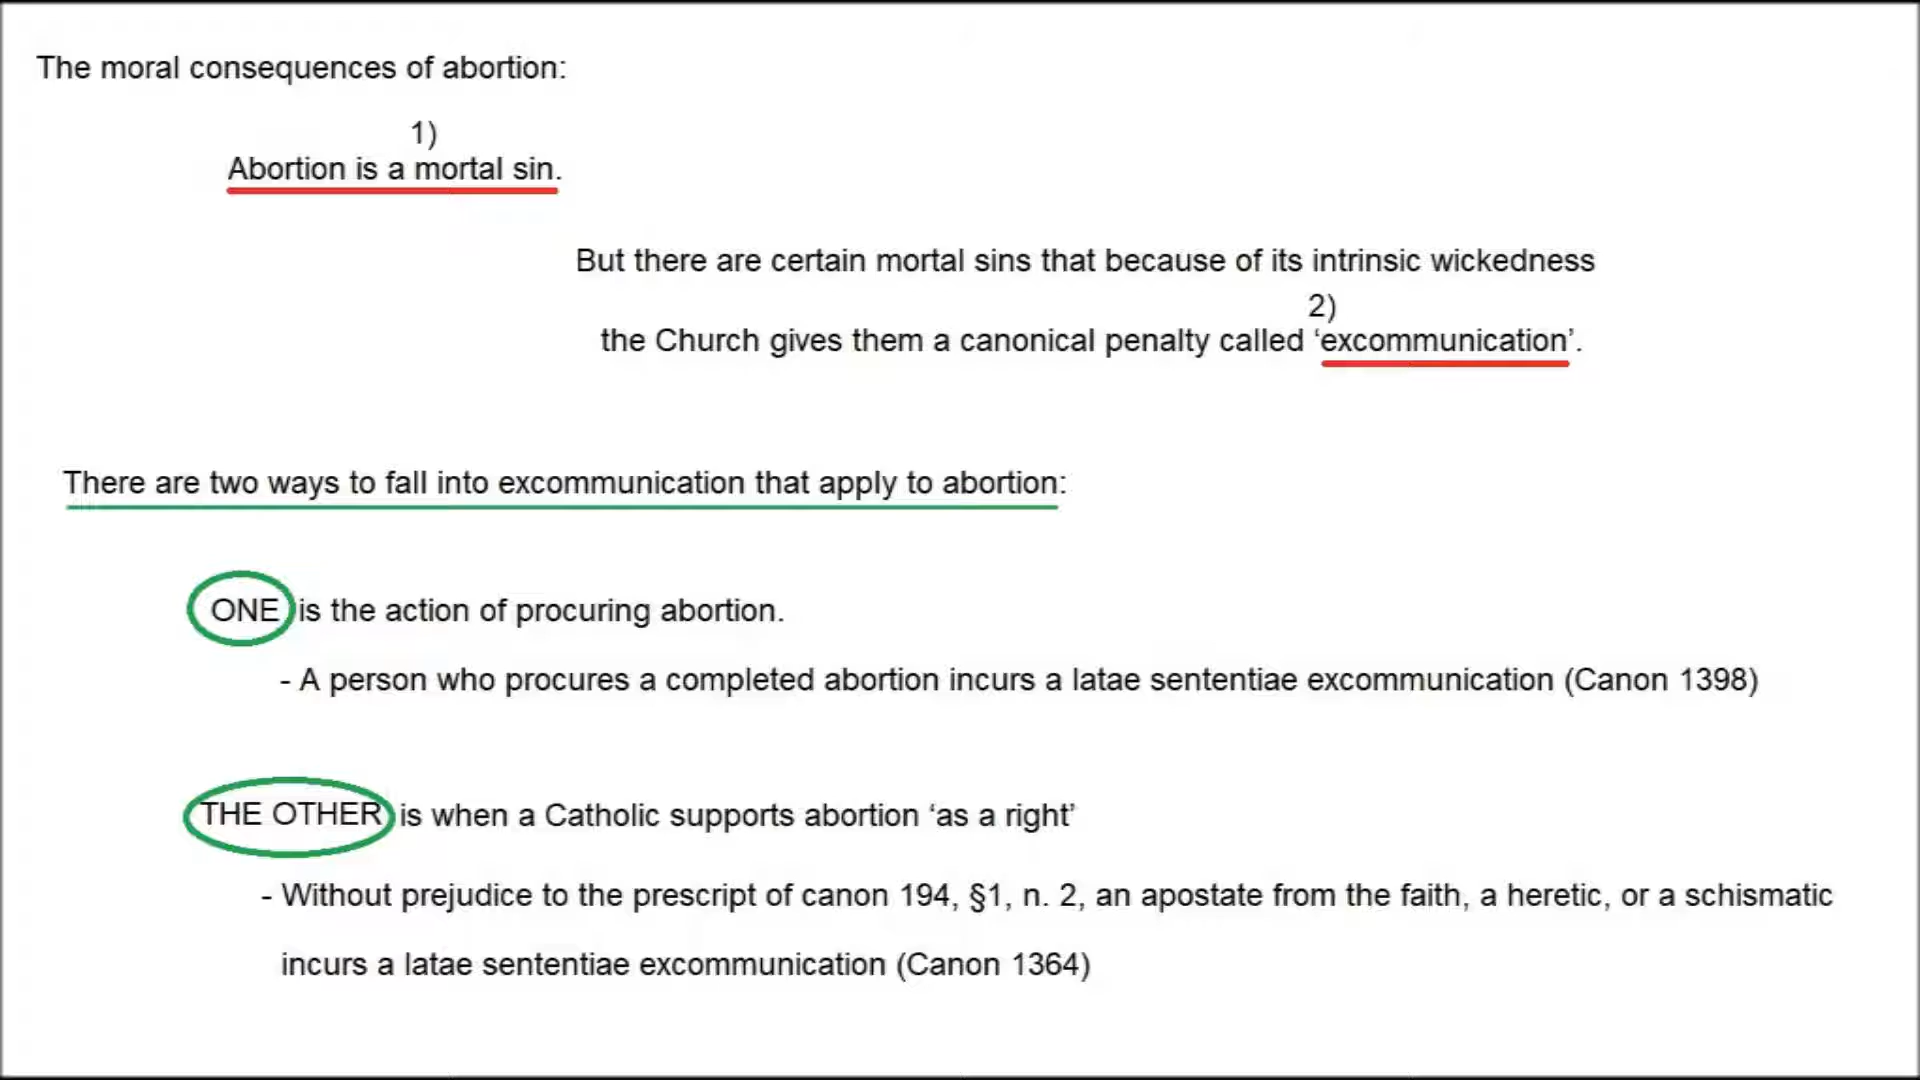 The moral consequences of abortion:
1)
Abortion is a mortal sin.
But there are certain mortal sins that because of its intrinsic wickedness
2)
the Church gives them a canonical penalty called ‘excommunication’.
There are two ways to fall into excommunication that apply to abortion:
ONE is the action of procuring abortion.
- A person who procures a completed abortion incurs a latae sententiae excommunication (Canon 1398)
THE OTHER is when a Catholic supports abortion ‘as a right’
- Without prejudice to the prescript of canon 194, §1, n. 2, an apostate from the faith, a heretic, or a schismatic
incurs a latae sententiae excommunication (Canon 1364)